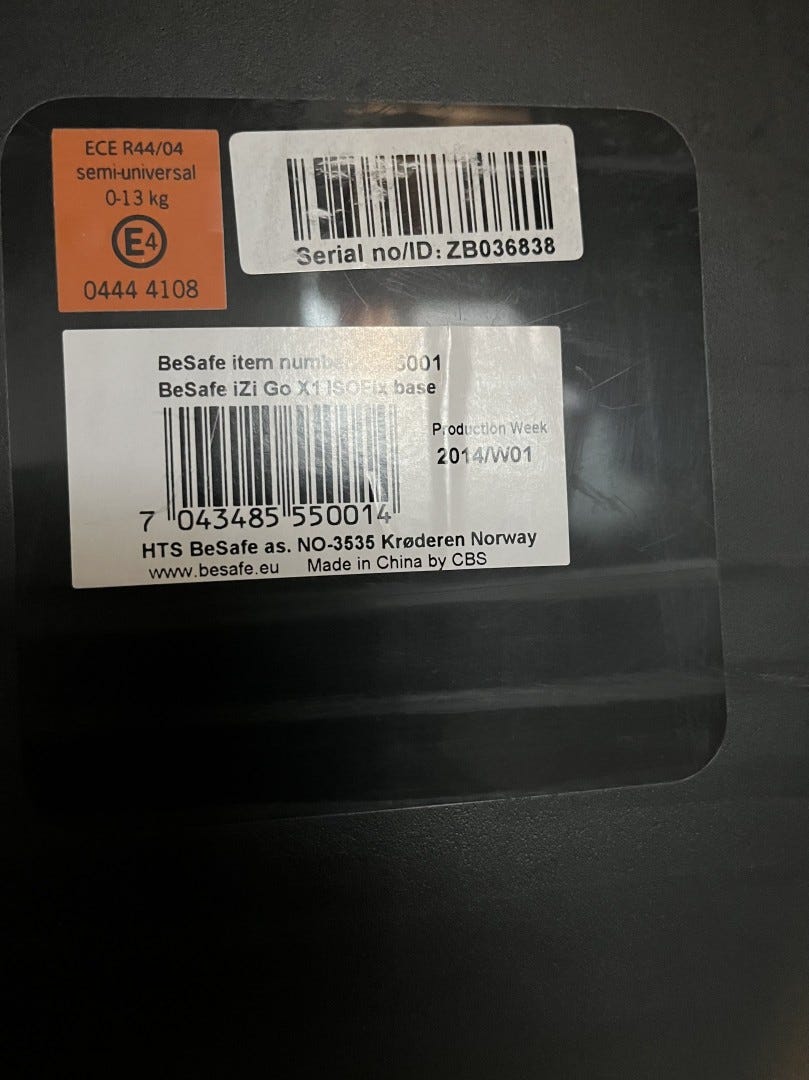 ECE R44/04
semi-universal
0-13 kg
E4
0444 4108
Serial no/ID: ZB036838
BeSafe item number
BeSafe iZi Go X1 ISOFix base
Production Week
2014/W01
7 043485 550014
HTS BeSafe as. NO-3535 Krøderen Norway
www.besafe.eu Made in China by CBS